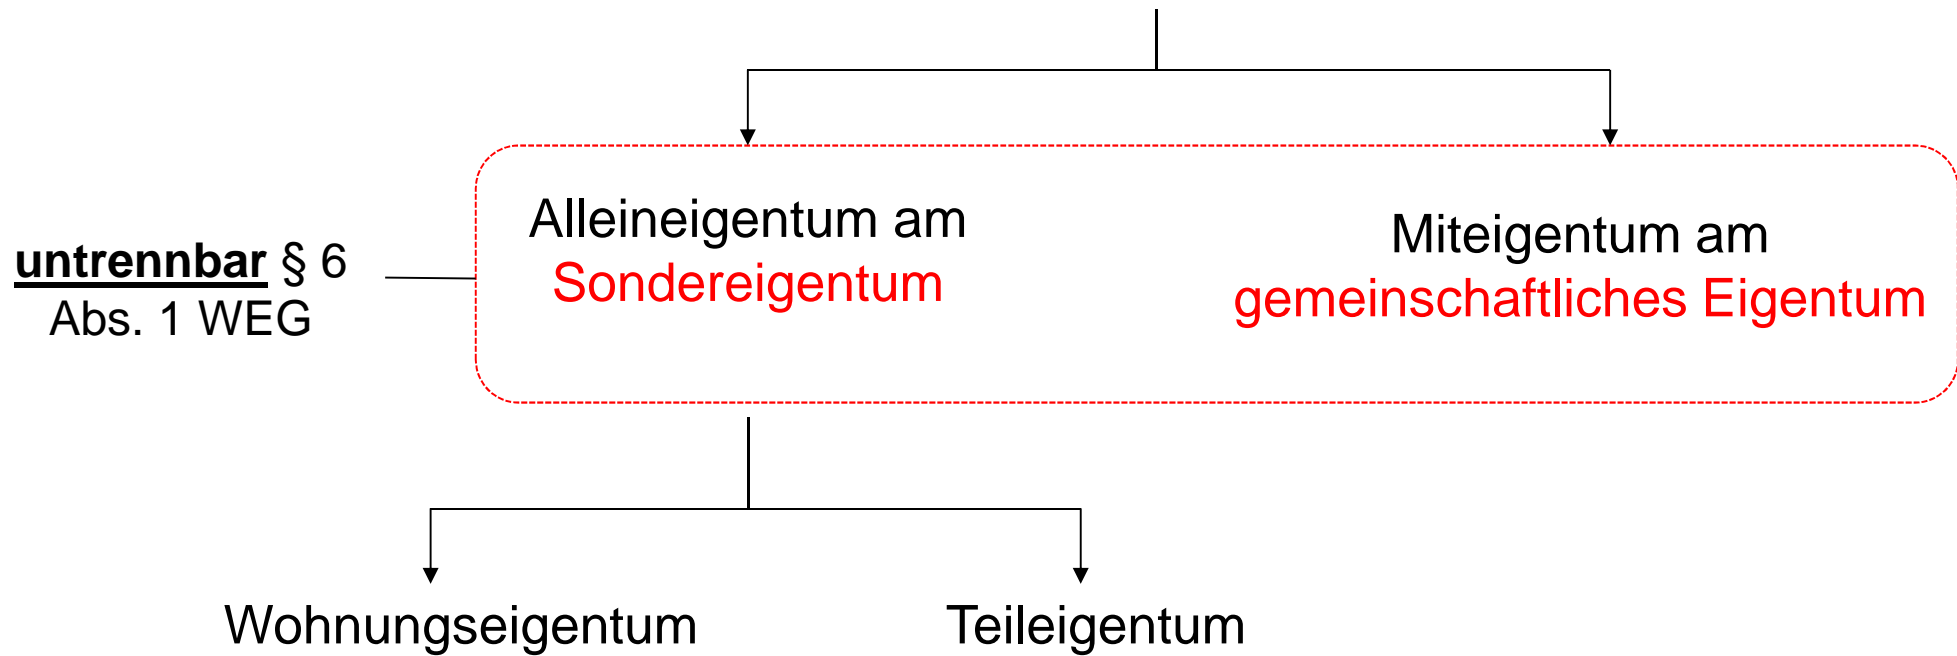 Alleineigentum am
Sondereigentum
Miteigentum am
gemeinschaftliches Eigentum
untrennbar § 6
Abs. 1 WEG
Wohnungseigentum
Teileigentum